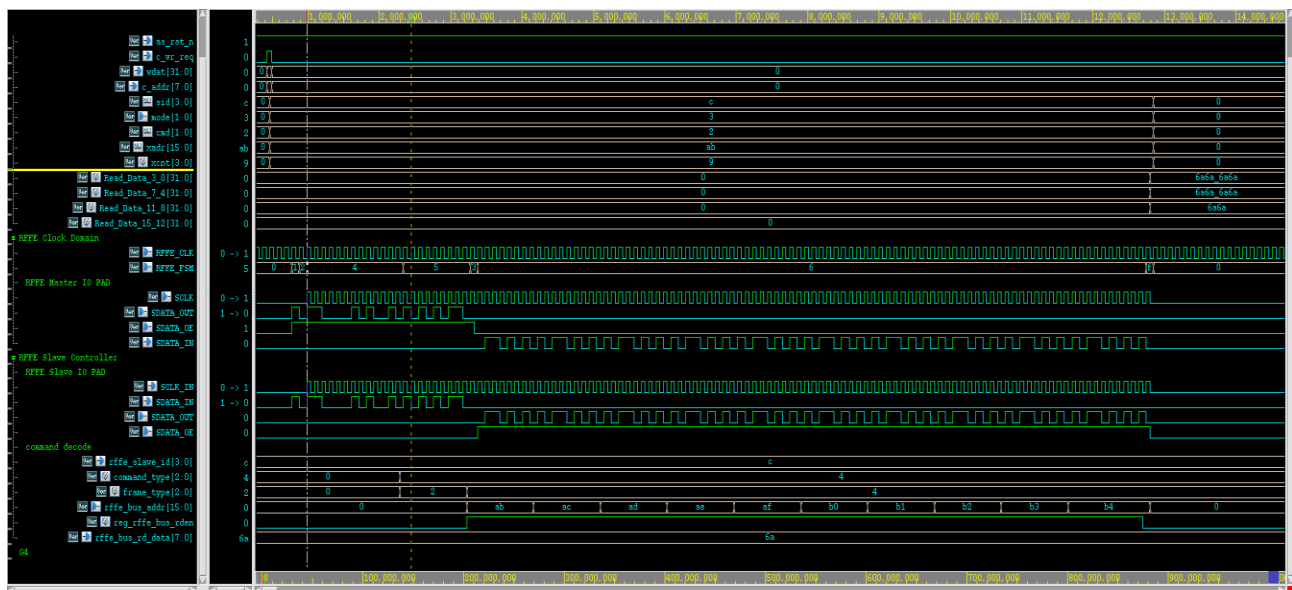 1,000,000 2,000,000 3,000,000 4,000,000 5,000,000 6,000,000 7,000,000 8,000,000 9,000,000 10,000,000 11,000,000 12,000,000 13,000,000 14,000,000
as_rst_n 1
c_wr_req 0
wdat[31:0] 0 0 0
c_addr[7:0] 0 0 0
sid[3:0] c 0 c 0
mode[1:0] 3 0 3 0
cmd[1:0] 2 0 2 0
xadr[15:0] ab 0 ab 0
xcnt[3:0] 9 0 9 0
Read_Data_3_0[31:0] 0 0 6a6a_6a6a
Read_Data_7_4[31:0] 0 0 6a6a_6a6a
Read_Data_11_8[31:0] 0 0 6a6a
Read_Data_15_12[31:0] 0 0
RFFE Clock Domain
RFFE_CLK 0 -> 1
RFFE_FSM 5 0 1 2 4 5 3 6 f 0
RFFE Master IO PAD
SCLK 0 -> 1
SDATA_OUT 1 -> 0
SDATA_OE 1
SDATA_IN 0
RFFE Slave Controller
RFFE Slave IO PAD
SCLK_IN 0 -> 1
SDATA_IN 1 -> 0
SDATA_OUT 0
SDATA_OE 0
command decode
rffe_slave_id[3:0] c c
command_type[2:0] 4 0 4
frame_type[2:0] 2 0 2 4
rffe_bus_addr[15:0] 0 0 ab ac ad ae af b0 b1 b2 b3 b4 0
reg_rffe_bus_rden 0
rffe_bus_rd_data[7:0] 6a 6a
G4
0 100,000,000 200,000,000 300,000,000 400,000,000 500,000,000 600,000,000 700,000,000 800,000,000 900,000,000